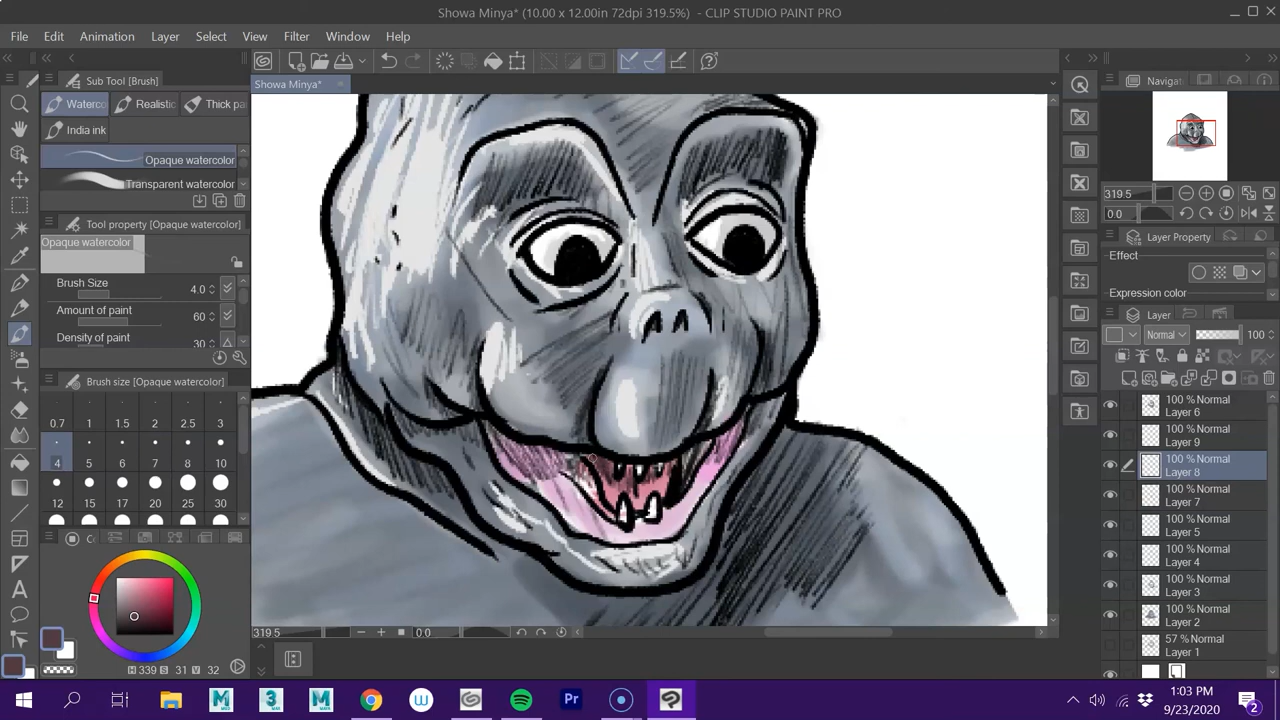 Showa Minya* (10.00 x 12.00in 72dpi 319.5%) - CLIP STUDIO PAINT PRO
File Edit Animation Layer Select View Filter Window Help
Sub Tool [Brush]
Showa Minya*
Navigat
Waterco Realistic Thick pa
India ink
Opaque watercolor
Transparent watercolor
319.5
0.0
Tool property [Opaque watercolor]
Layer Property
Opaque watercolor
Effect
Brush Size 4.0
Expression color
Amount of paint 60
Layer
Density of paint 30
Normal 100
Brush size [Opaque watercolor]
100 % Normal
Layer 6
0.7 1 1.5 2 2.5 3
100 % Normal
Layer 9
100 % Normal
Layer 8
4 5 6 7 8 10
100 % Normal
Layer 7
12 15 17 20 25 30
100 % Normal
Layer 5
100 % Normal
Layer 4
100 % Normal
Layer 3
100 % Normal
Layer 2
57 % Normal
Layer 1
319.5 0.0
H 339 S 31 V 32
Pr
1:03 PM
9/23/2020
2